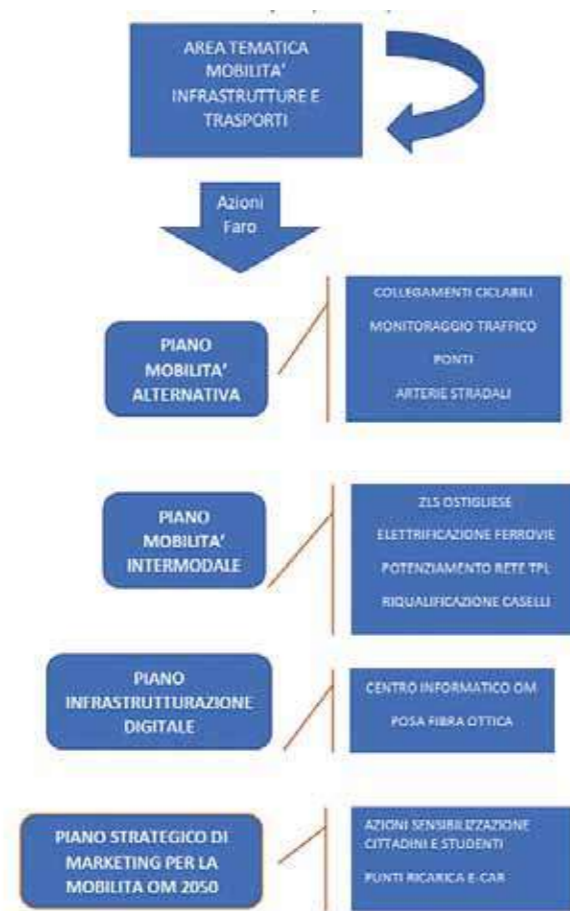 AREA TEMATICA
MOBILITA'
INFRASTRUTTURE E
TRASPORTI
Azioni
Faro
PIANO
MOBILITA'
ALTERNATIVA
COLLEGAMENTI CICLABILI
MONITORAGGIO TRAFFICO
PONTI
ARTERIE STRADALI
PIANO
MOBILITA'
INTERMODALE
ZLS OSTIGLIESE
ELETTRIFICAZIONE FERROVIE
POTENZIAMENTO RETE TPL
RIQUALIFICAZIONE CASELLI
PIANO
INFRASTRUTTURAZIONE
DIGITALE
CENTRO INFORMATICO OM
POSA FIBRA OTTICA
PIANO STRATEGICO DI
MARKETING PER LA
MOBILITA OM 2050
AZIONI SENSIBILIZZAZIONE
CITTADINI E STUDENTI
PUNTI RICARICA E-CAR